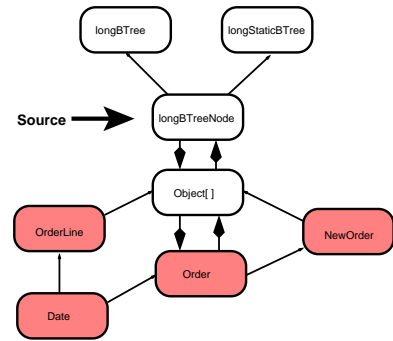 longBTree
longStaticBTree
Source
longBTreeNode
Object[ ]
OrderLine
NewOrder
Order
Date